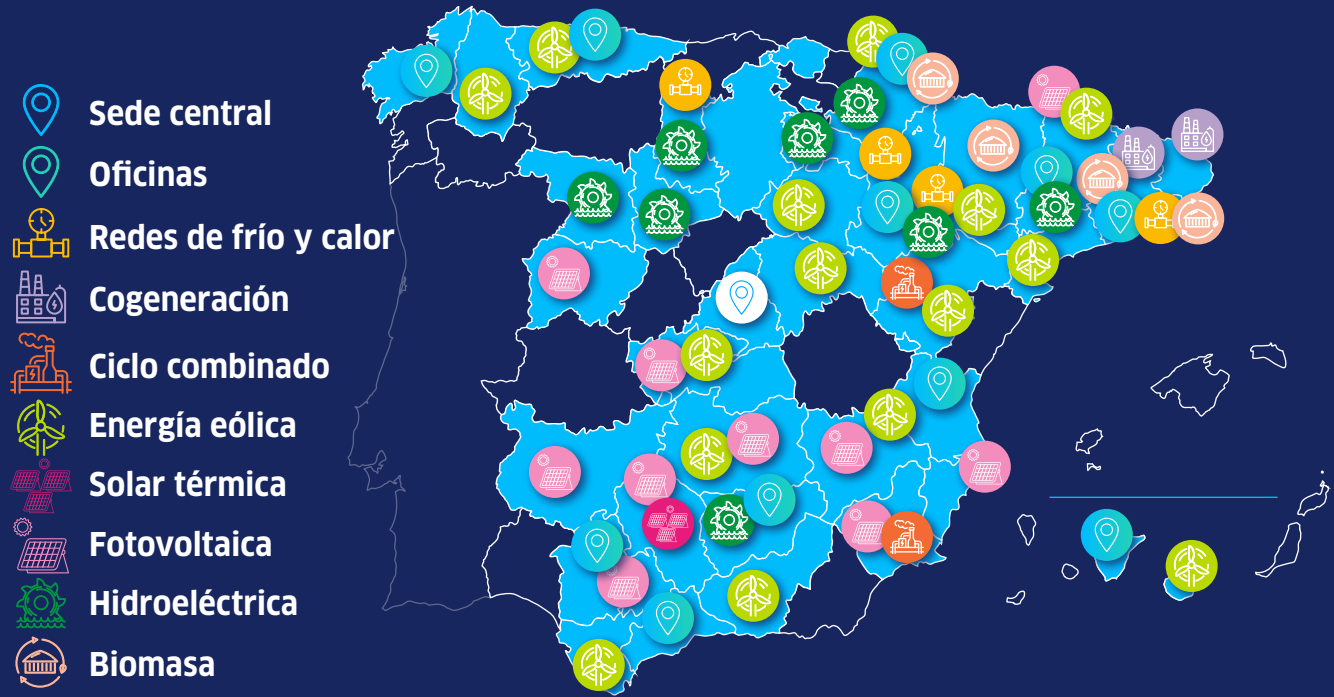 Sede central
Oficinas
Redes de frío y calor
Cogeneración
Ciclo combinado
Energía eólica
Solar térmica
Fotovoltaica
Hidroeléctrica
Biomasa